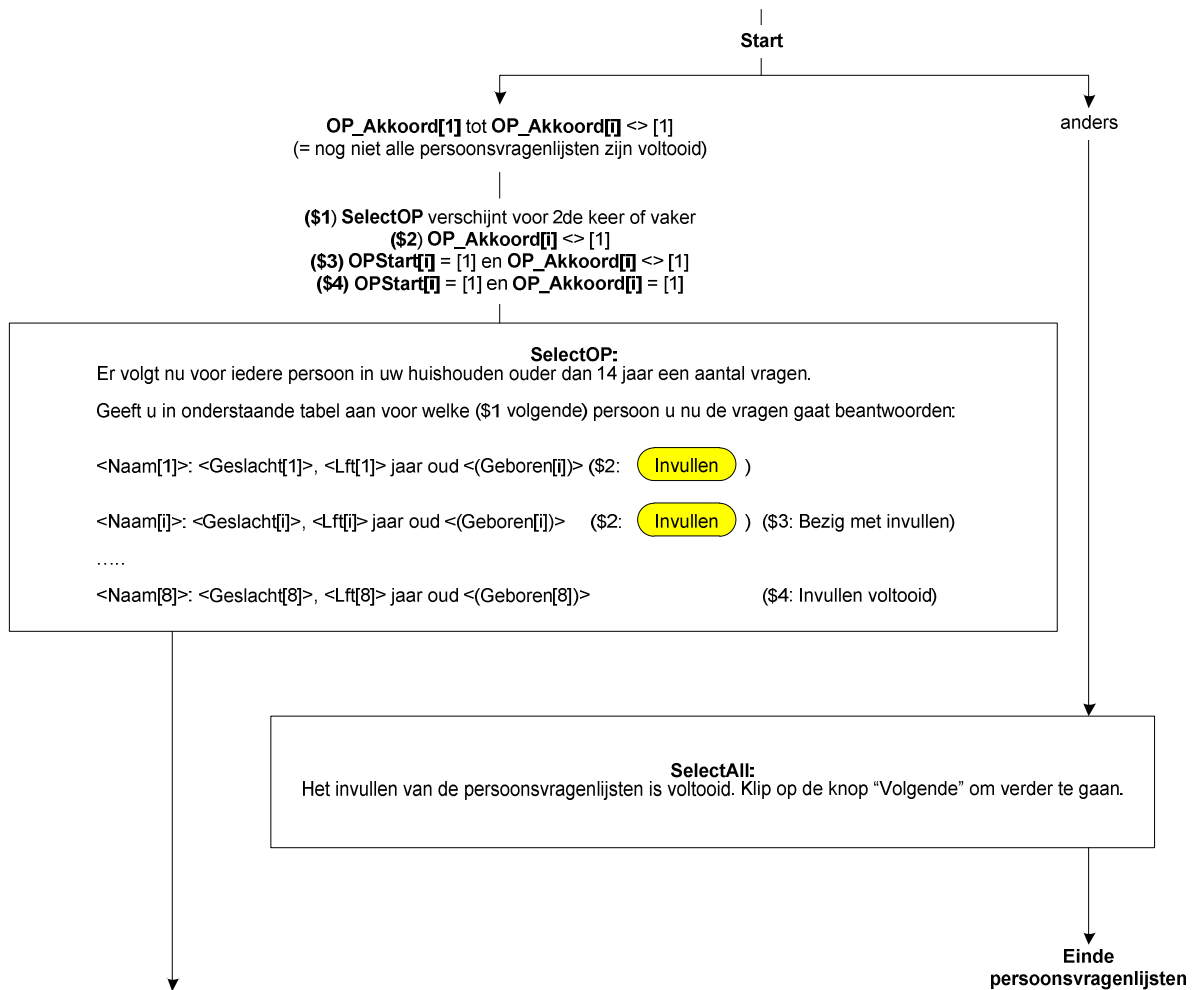 Start
OP_Akkoord[1] tot OP_Akkoord[i] <> [1]
(= nog niet alle persoonsvragenlijsten zijn voltooid)
anders
($1) SelectOP verschijnt voor 2de keer of vaker
($2) OP_Akkoord[i] <> [1]
($3) OPStart[i] = [1] en OP_Akkoord[i] <> [1]
($4) OPStart[i] = [1] en OP_Akkoord[i] = [1]
SelectOP:
Er volgt nu voor iedere persoon in uw huishouden ouder dan 14 jaar een aantal vragen.
Geeft u in onderstaande tabel aan voor welke ($1 volgende) persoon u nu de vragen gaat beantwoorden:
<Naam[1]>: <Geslacht[1]>, <Lft[1]> jaar oud <(Geboren[i])> ($2: Invullen )
<Naam[i]>: <Geslacht[i]>, <Lft[i]> jaar oud <(Geboren[i])> ($2: Invullen ) ($3: Bezig met invullen)
.....
<Naam[8]>: <Geslacht[8]>, <Lft[8]> jaar oud <(Geboren[8])> ($4: Invullen voltooid)
SelectAll:
Het invullen van de persoonsvragenlijsten is voltooid. Klip op de knop “Volgende” om verder te gaan.
Einde
persoonsvragenlijsten